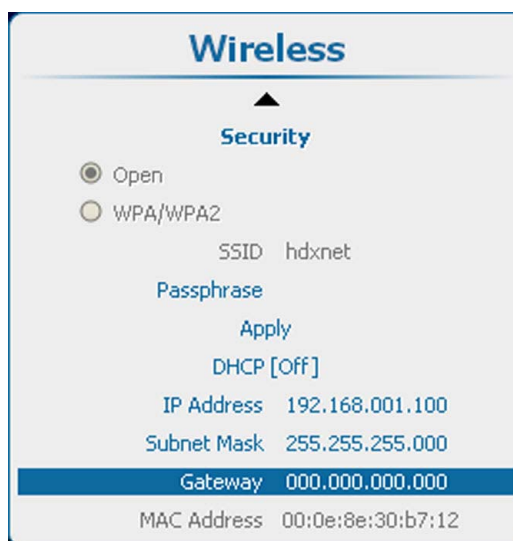 Wireless
Security
Open
WPA/WPA2
SSID hdxnet
Passphrase
Apply
DHCP [Off]
IP Address 192.168.001.100
Subnet Mask 255.255.255.000
Gateway 000.000.000.000
MAC Address 00:0e:8e:30:b7:12